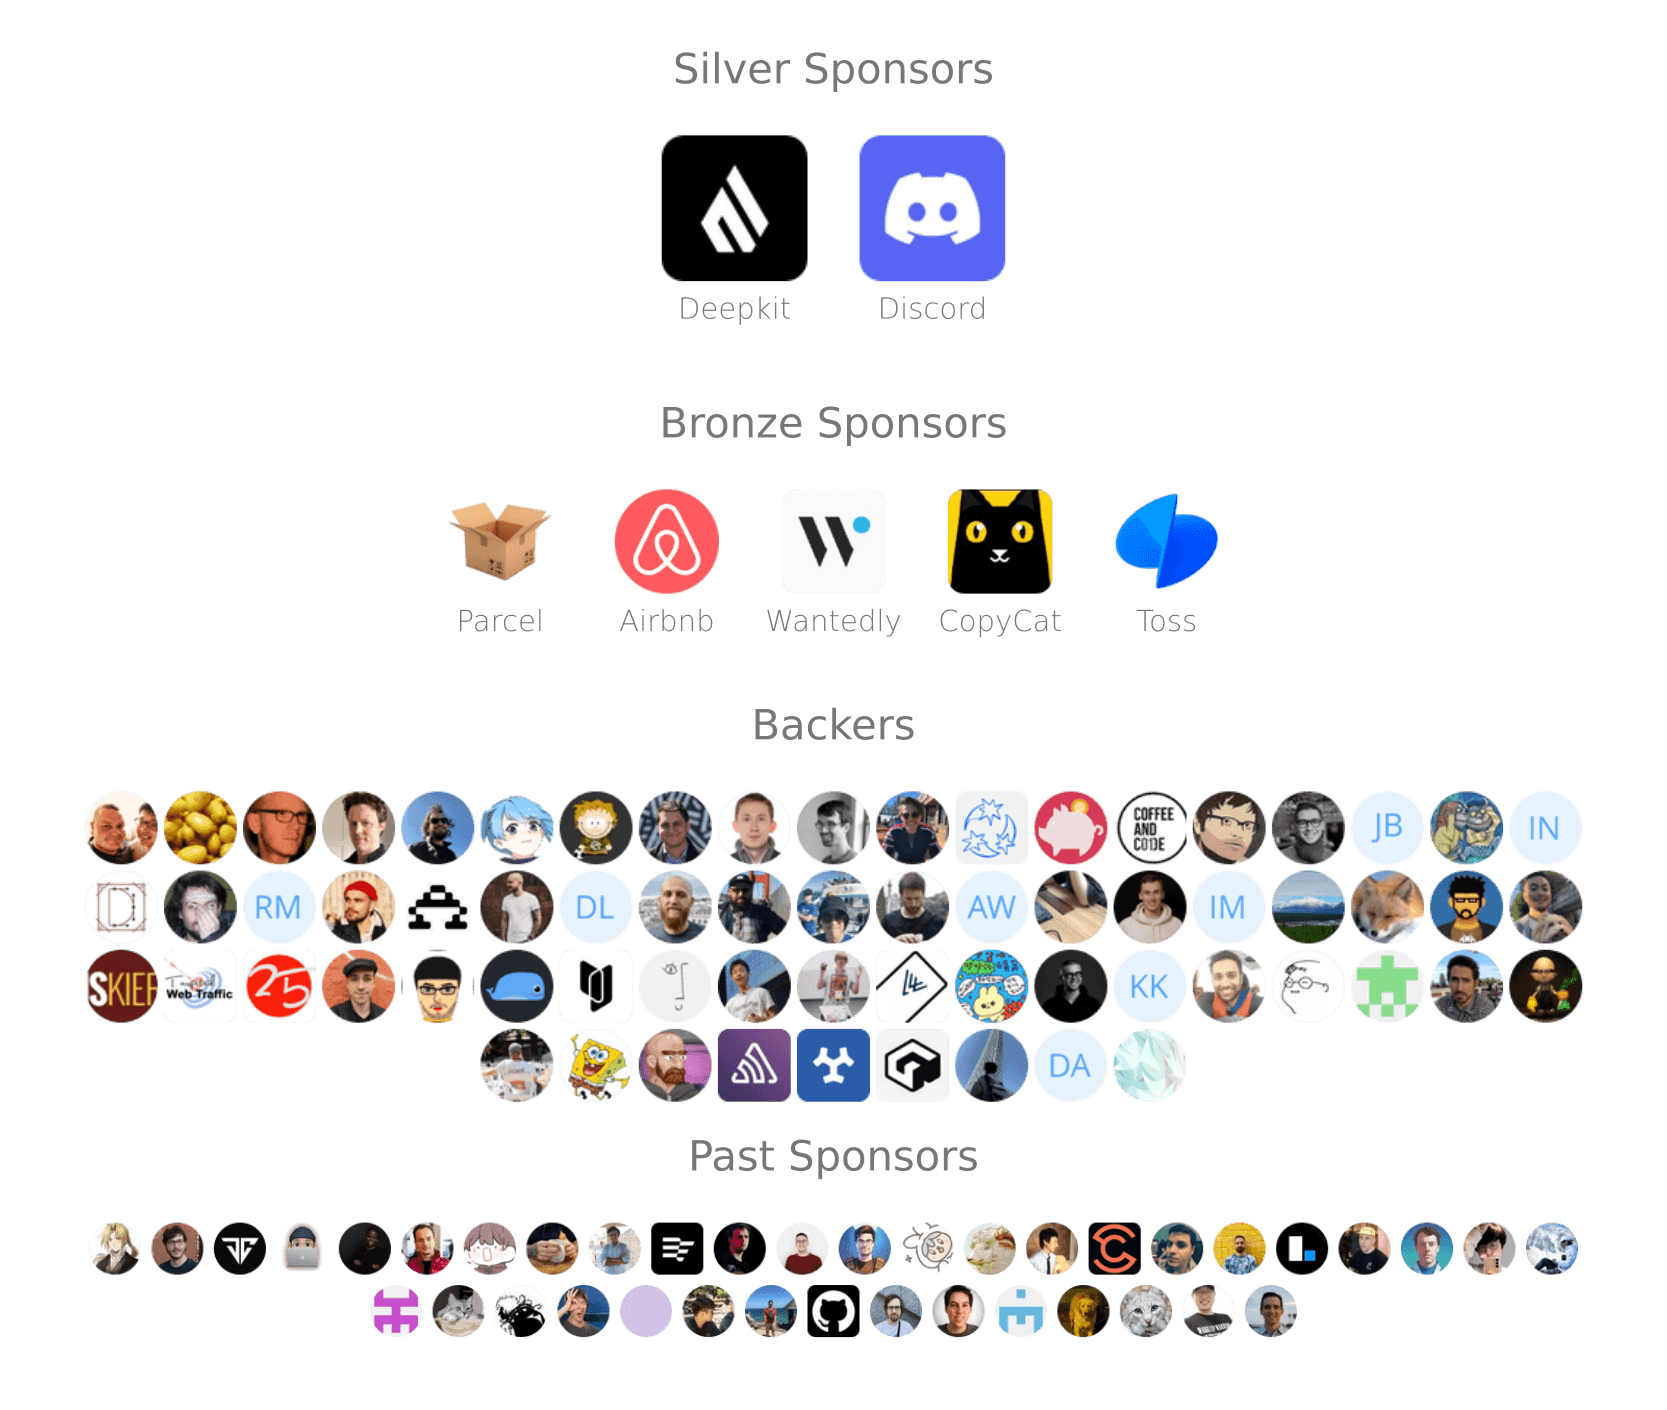 Silver Sponsors
Deepkit
Discord
Bronze Sponsors
Parcel
Airbnb
Wantedly
CopyCat
Toss
Backers
COFFEE
AND
CODE
JB
IN
RM
DL
AW
IM
SKIEF
Web Traffic
25
KK
DA
Past Sponsors